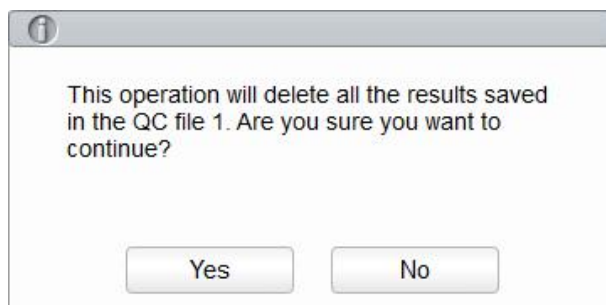 This operation will delete all the results saved
in the QC file 1. Are you sure you want to
continue?
Yes
No